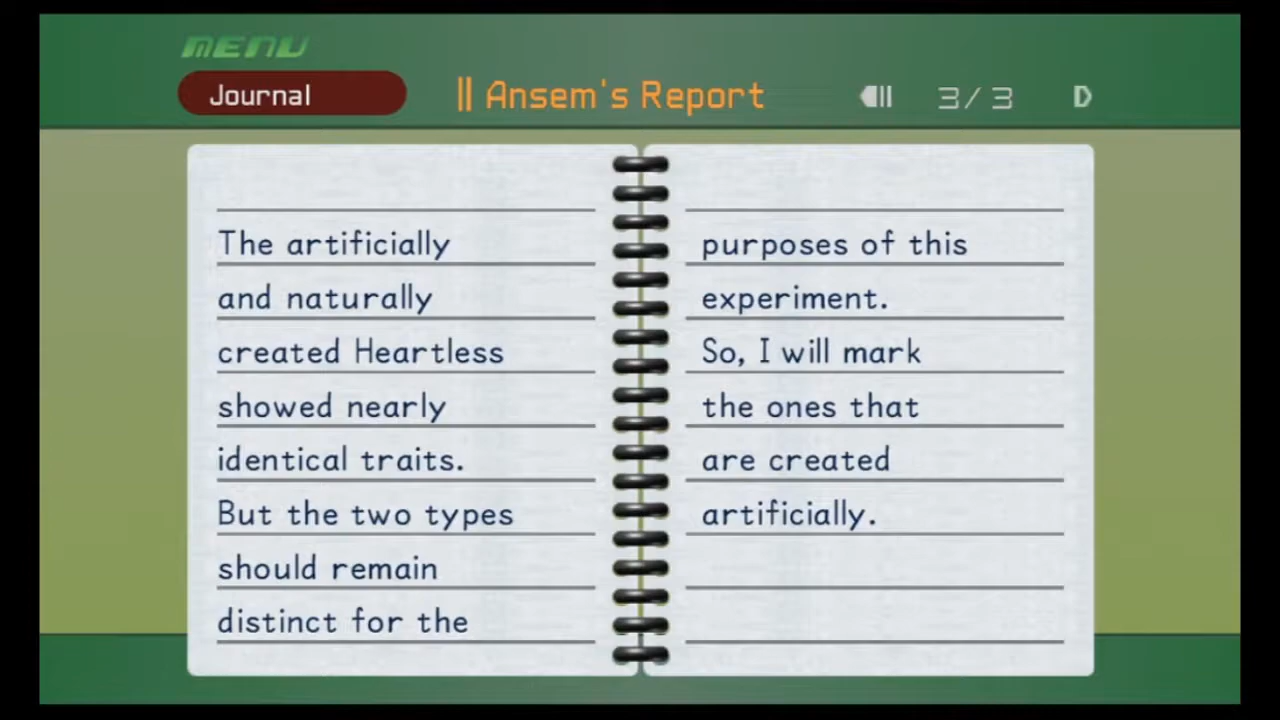 MENU
Journal
Ansem's Report
3/3
The artificially
and naturally
created Heartless
showed nearly
identical traits.
But the two types
should remain
distinct for the
purposes of this
experiment.
So, I will mark
the ones that
are created
artificially.